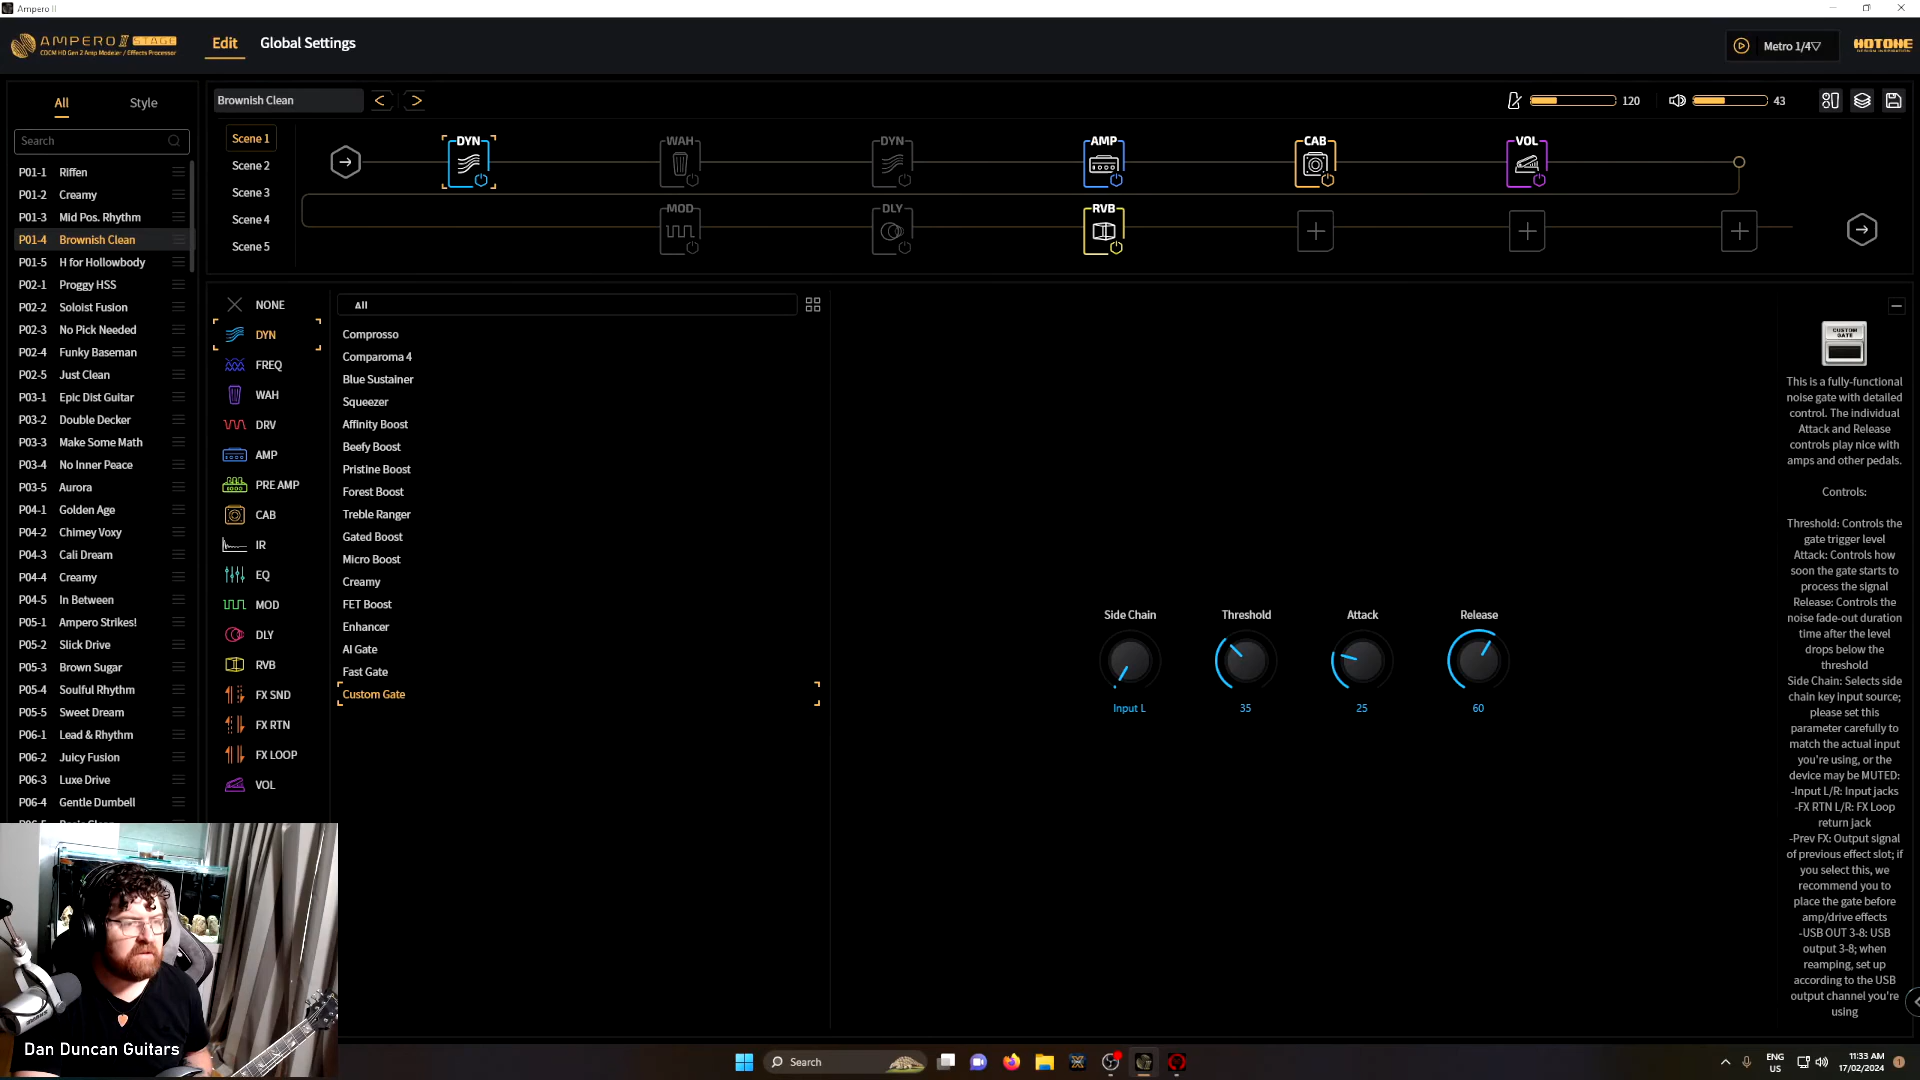 Ampero II
AMPERO II STAGE
CDCM HD Gen 2 Amp Modeler / Effects Processor
Edit
Global Settings
Metro 1/4▽
HOTONE
DESIGN INSPIRATION
All
Style
Search
P01-1 Riffen
P01-2 Creamy
P01-3 Mid Pos. Rhythm
P01-4 Brownish Clean
P01-5 H for Hollowbody
P02-1 Proggy HSS
P02-2 Soloist Fusion
P02-3 No Pick Needed
P02-4 Funky Baseman
P02-5 Just Clean
P03-1 Epic Dist Guitar
P03-2 Double Decker
P03-3 Make Some Math
P03-4 No Inner Peace
P03-5 Aurora
P04-1 Golden Age
P04-2 Chimey Voxy
P04-3 Cali Dream
P04-4 Creamy
P04-5 In Between
P05-1 Ampero Strikes!
P05-2 Slick Drive
P05-3 Brown Sugar
P05-4 Soulful Rhythm
P05-5 Sweet Dream
P06-1 Lead & Rhythm
P06-2 Juicy Fusion
P06-3 Luxe Drive
P06-4 Gentle Dumbell
Brownish Clean
< >
120
43
Scene 1
Scene 2
Scene 3
Scene 4
Scene 5
DYN
WAH
DYN
AMP
CAB
VOL
MOD
DLY
RVB
NONE
DYN
FREQ
WAH
DRV
AMP
PRE AMP
CAB
IR
EQ
MOD
DLY
RVB
FX SND
FX RTN
FX LOOP
VOL
All
Comprosso
Comparoma 4
Blue Sustainer
Squeezer
Affinity Boost
Beefy Boost
Pristine Boost
Forest Boost
Treble Ranger
Gated Boost
Micro Boost
Creamy
FET Boost
Enhancer
AI Gate
Fast Gate
Custom Gate
Side Chain
Threshold
Attack
Release
Input L
35
25
60
CUSTOM
GATE
This is a fully-functional
noise gate with detailed
control. The individual
Attack and Release
controls play nice with
amps and other pedals.
Controls:
Threshold: Controls the
gate trigger level
Attack: Controls how
soon the gate starts to
process the signal
Release: Controls the
noise fade-out duration
time after the level
drops below the
threshold
Side Chain: Selects side
chain key input source;
please set this
parameter carefully to
match the actual input
you're using, or the
device may be MUTED:
-Input L/R: Input jacks
-FX RTN L/R: FX Loop
return jack
-Prev FX: Output signal
of previous effect slot; if
you select this, we
recommend you to
place the gate before
amp/drive effects
-USB OUT 3-8: USB
output 3-8; when
reamping, set up
according to the USB
output channel you're
using
Dan Duncan Guitars
Search
ENG
US
11:33 AM
17/02/2024